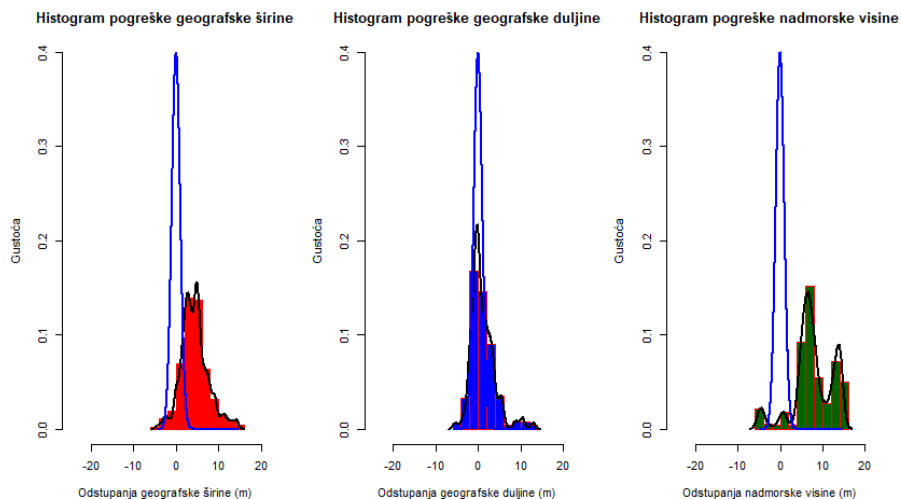 Histogram pogreške geografske širine
Histogram pogreške geografske duljine
Histogram pogreške nadmorske visine
Gustoća
0.0
0.1
0.2
0.3
0.4
-20 -10 0 10 20
Odstupanja geografske širine (m)
Gustoća
0.0
0.1
0.2
0.3
0.4
-20 -10 0 10 20
Odstupanja geografske duljine (m)
Gustoća
0.0
0.1
0.2
0.3
0.4
-20 -10 0 10 20
Odstupanja nadmorske visine (m)